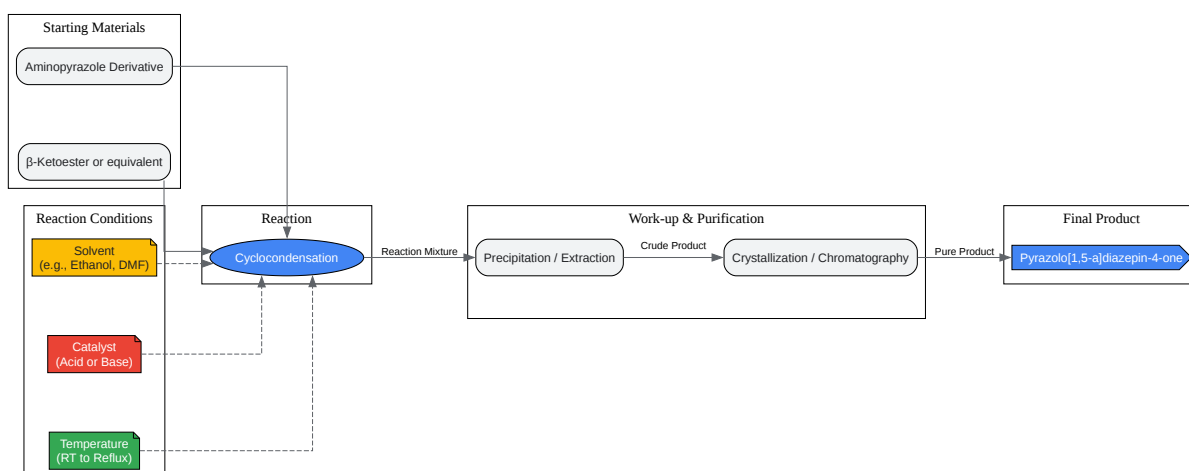 Starting Materials
Aminopyrazole Derivative
β-Ketoester or equivalent
Reaction Conditions
Solvent
(e.g., Ethanol, DMF)
Catalyst
(Acid or Base)
Temperature
(RT to Reflux)
Reaction
Cyclocondensation
Reaction Mixture
Work-up & Purification
Precipitation / Extraction
Crude Product
Crystallization / Chromatography
Pure Product
Final Product
Pyrazolo[1,5-a]diazepin-4-one